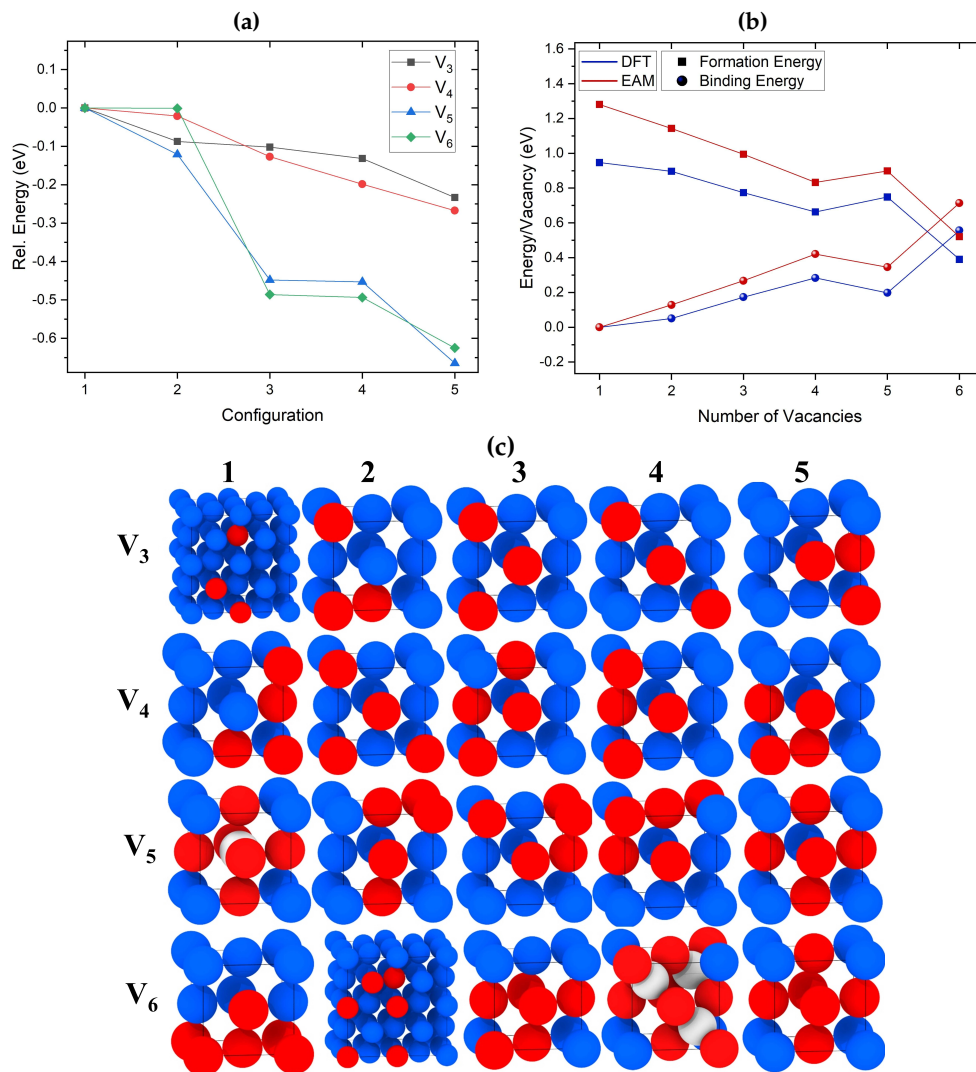 (a)
Rel. Energy (eV)
0.1
0.0
-0.1
-0.2
-0.3
-0.4
-0.5
-0.6
1 2 3 4 5
Configuration
V3
V4
V5
V6
(b)
Energy/Vacancy (eV)
1.6
1.4
1.2
1.0
0.8
0.6
0.4
0.2
0.0
-0.2
1 2 3 4 5 6
Number of Vacancies
DFT
EAM
Formation Energy
Binding Energy
(c)
1 2 3 4 5
V3
V4
V5
V6